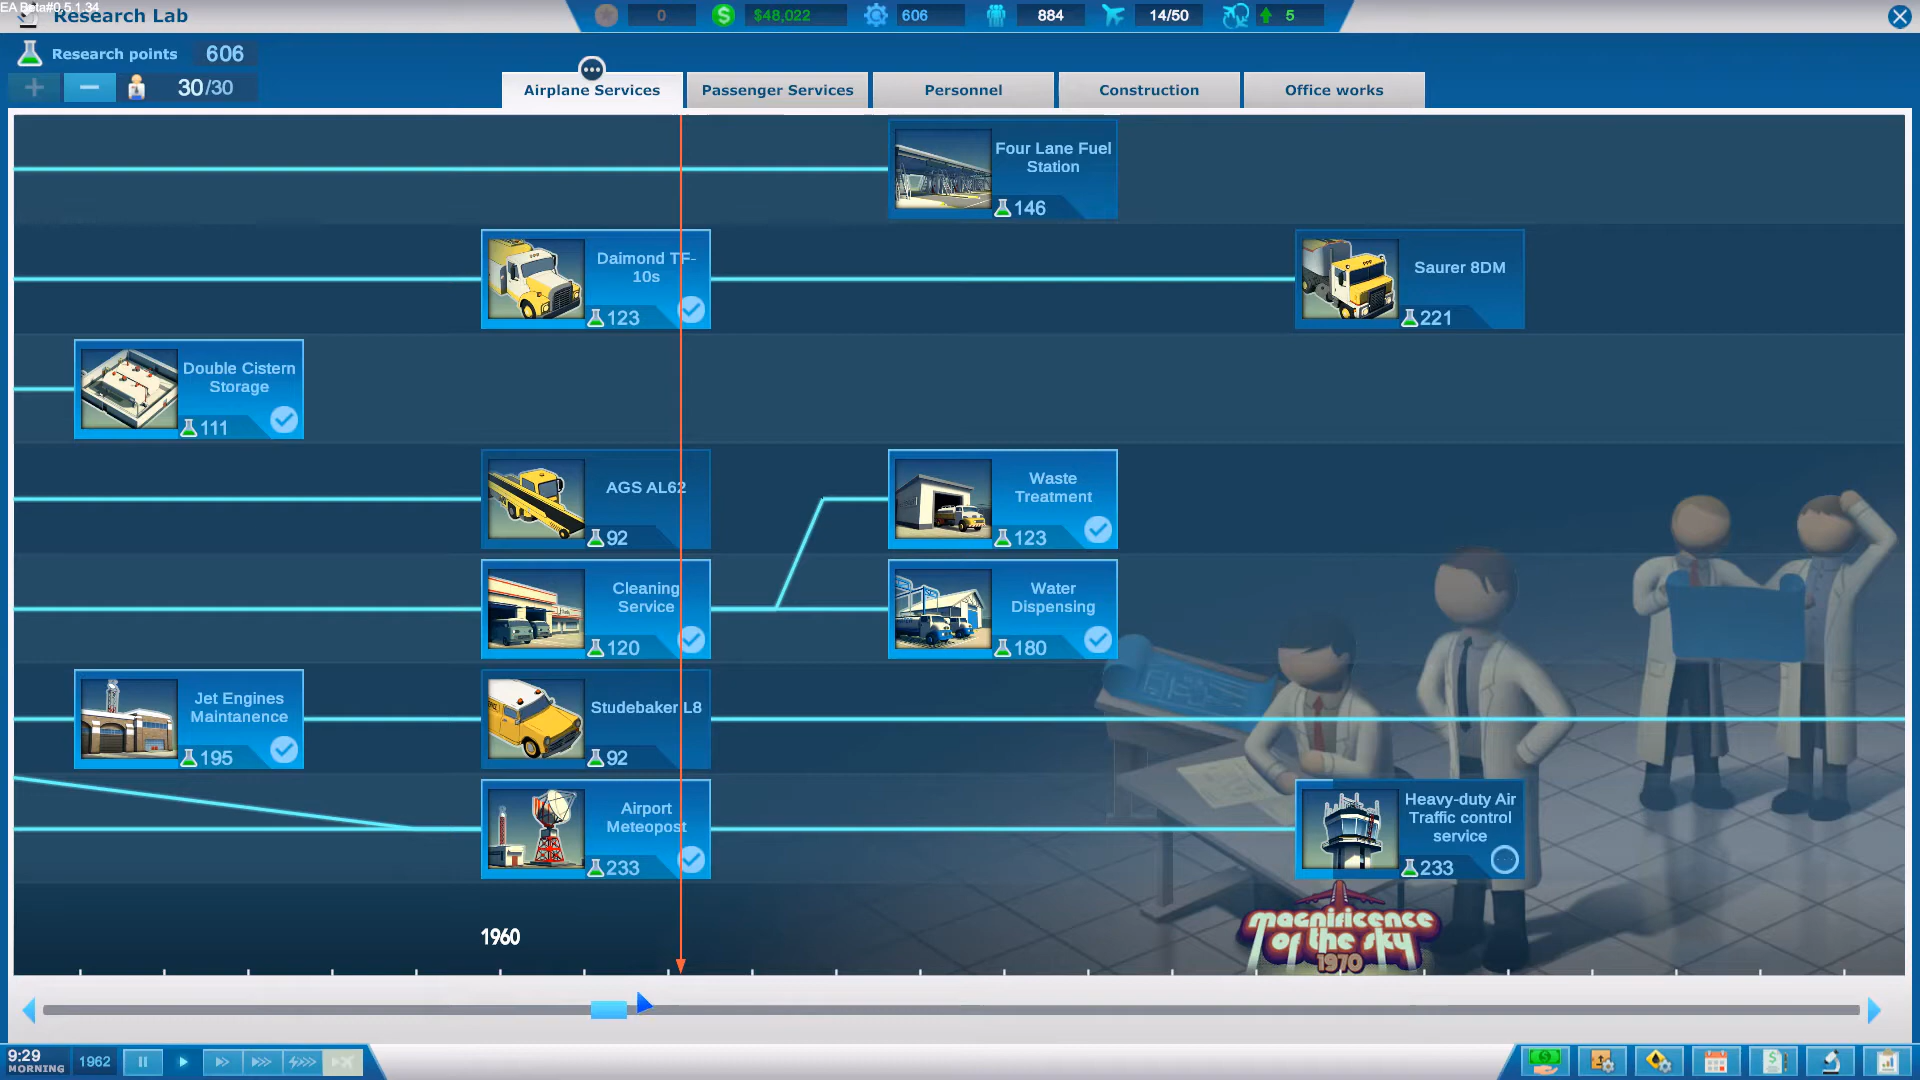 EA Beta#0.5.1.34
Research Lab
0
$48,022
606
884
14/50
5
Research points
606
30/30
Airplane Services
Passenger Services
Personnel
Construction
Office works
Four Lane Fuel
Station
146
Daimond TF-
10s
123
Saurer 8DM
221
Double Cistern
Storage
111
AGS AL62
92
Waste
Treatment
123
Cleaning
Service
120
Water
Dispensing
180
Jet Engines
Maintanence
195
Studebaker L8
92
Airport
Meteopost
233
Heavy-duty Air
Traffic control
service
233
1960
magnificence
of the sky
1970
9:29
MORNING
1962